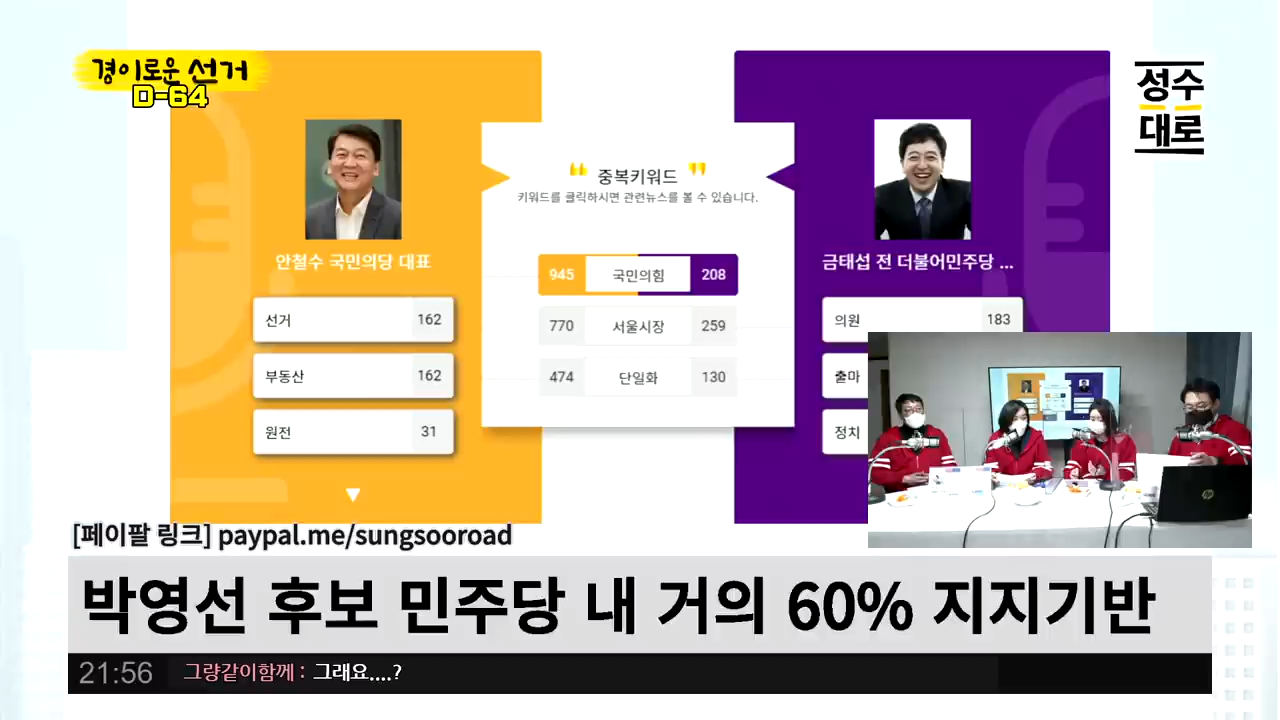 경이로운 선거
D-64
성수
대로
안철수 국민의당 대표
선거 162
부동산 162
원전 31
중복키워드
키워드를 클릭하시면 관련뉴스를 볼 수 있습니다.
945 국민의힘 208
770 서울시장 259
474 단일화 130
금태섭 전 더불어민주당 ...
의원 183
출마
정치
[페이팔 링크] paypal.me/sungsooroad
박영선 후보 민주당 내 거의 60% 지지기반
21:56 그량같이함께 : 그래요....?
hp